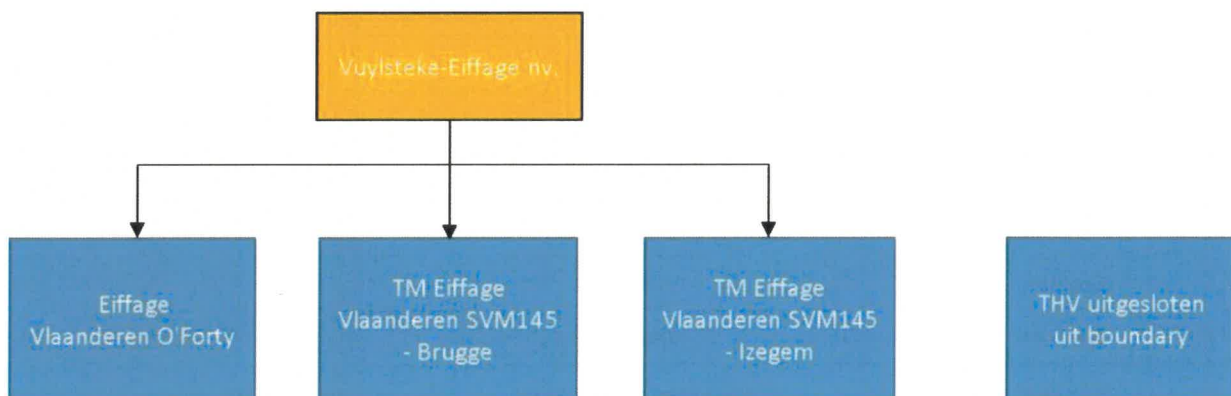 Vuylsteke-Eiffage nv.
Eiffage
Vlaanderen O'Forty
TM Eiffage
Vlaanderen SVM145
- Brugge
TM Eiffage
Vlaanderen SVM145
- Izegem
THV uitgesloten
uit boundary